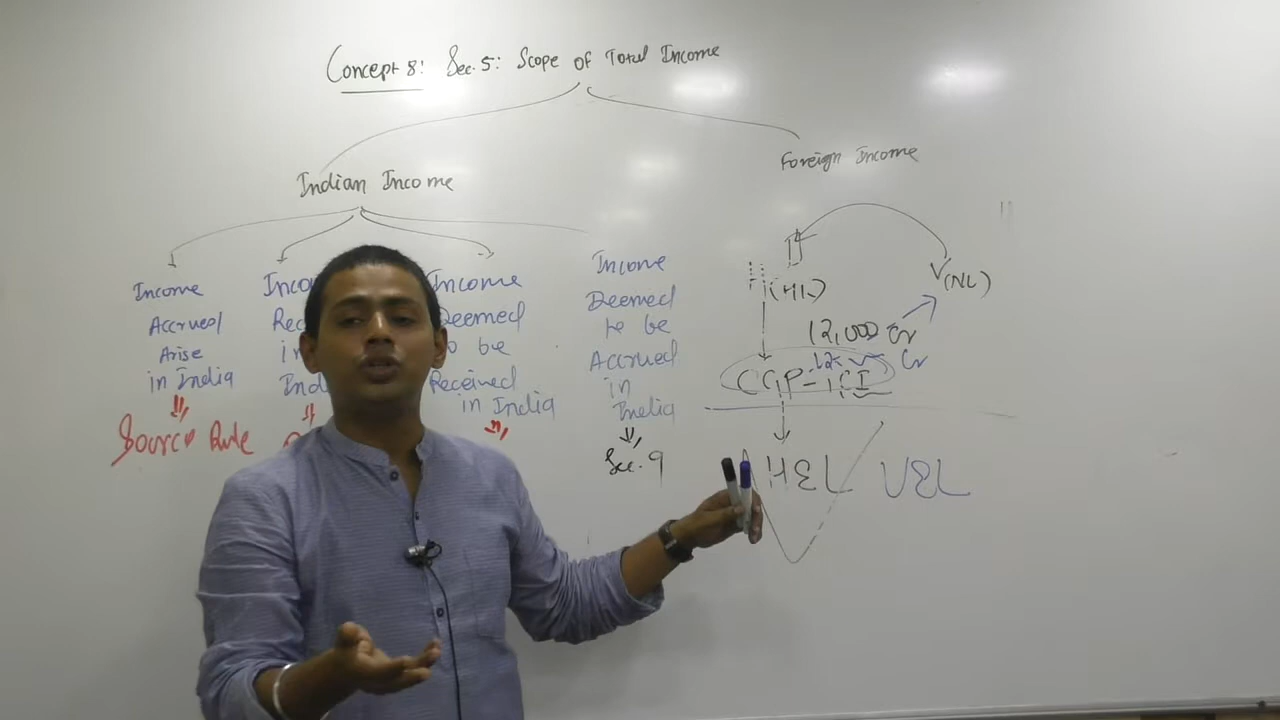 Concept 8: Sec. 5: Scope of Total Income
Indian Income
Foreign Income
Income
Accrued
Arise
in India
Source Rule
in
Income
Deemed
to be
Received
in India
Income
Deemed
to be
Accrued
in
India
Sec. 9
(HL)
V(NL)
12,000 Cr
Cr
CGP-
HEL
VEL